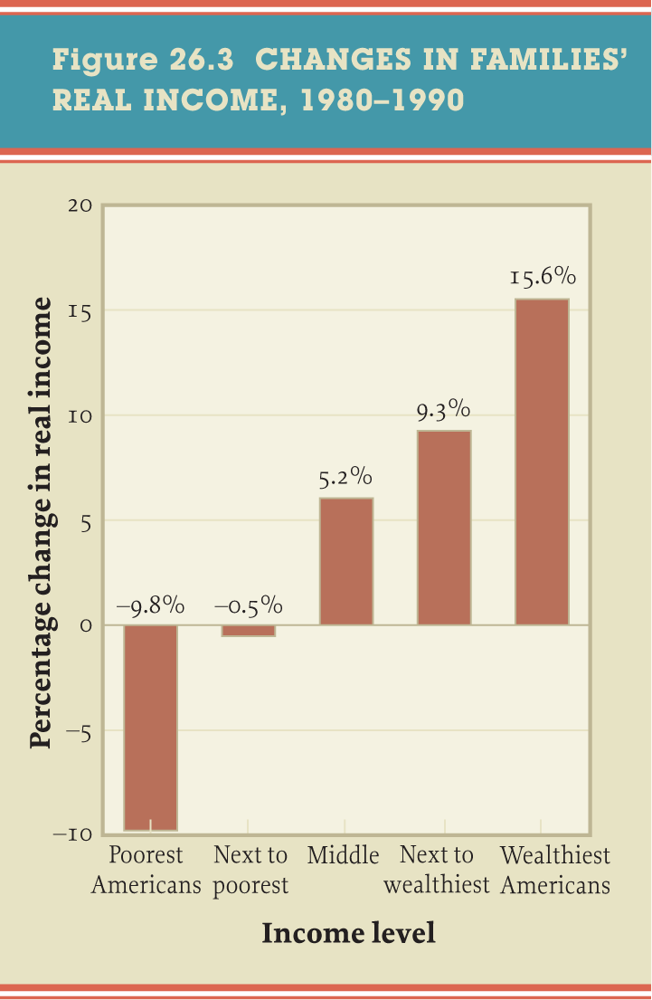 Figure 26.3 CHANGES IN FAMILIES’
REAL INCOME, 1980–1990
Percentage change in real income
20
15
10
5
0
–5
–10
–9.8%
–0.5%
5.2%
9.3%
15.6%
Poorest
Americans
Next to
poorest
Middle
Next to
wealthiest
Wealthiest
Americans
Income level